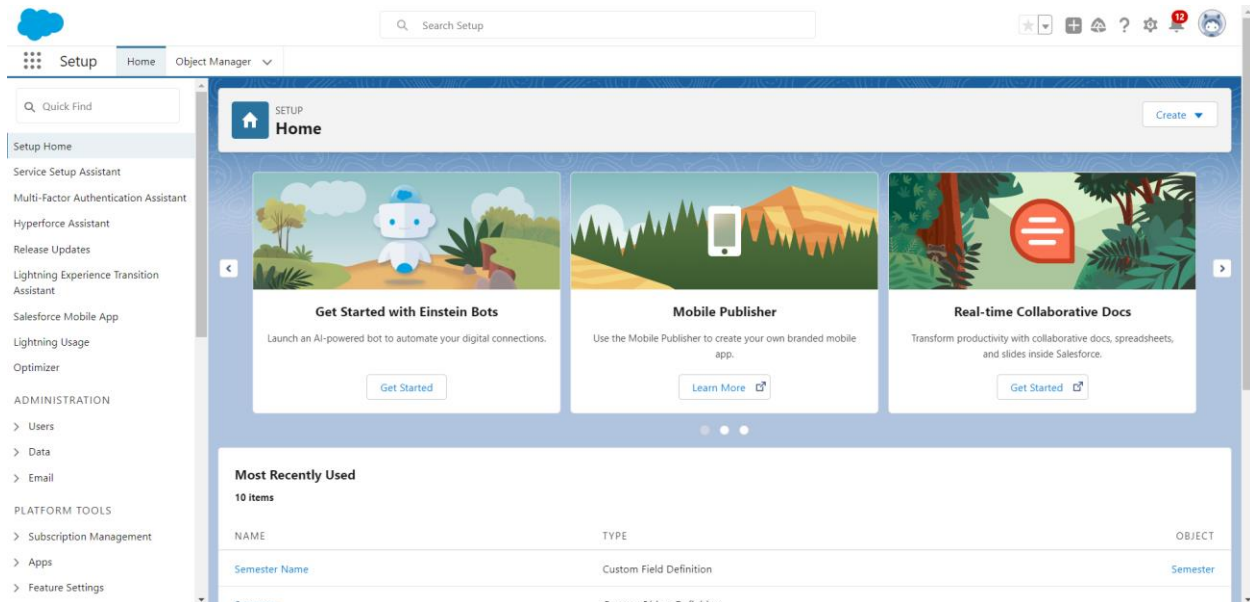 Search Setup
12
Setup
Home
Object Manager
Quick Find
Setup Home
Service Setup Assistant
Multi-Factor Authentication Assistant
Hyperforce Assistant
Release Updates
Lightning Experience Transition
Assistant
Salesforce Mobile App
Lightning Usage
Optimizer
ADMINISTRATION
Users
Data
Email
PLATFORM TOOLS
Subscription Management
Apps
Feature Settings
SETUP
Home
Create
Get Started with Einstein Bots
Launch an AI-powered bot to automate your digital connections.
Get Started
Mobile Publisher
Use the Mobile Publisher to create your own branded mobile
app.
Learn More
Real-time Collaborative Docs
Transform productivity with collaborative docs, spreadsheets,
and slides inside Salesforce.
Get Started
Most Recently Used
10 items
NAME TYPE OBJECT
Semester Name Custom Field Definition Semester